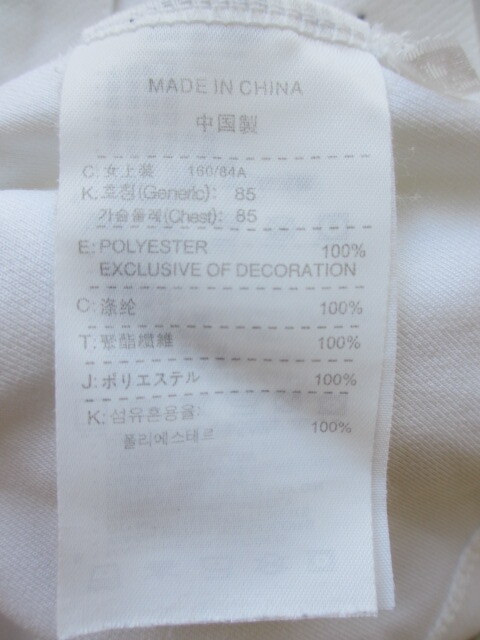 MADE IN CHINA
中国製
C: 女上装 160/84A
K. 호칭(Generic): 85
가슴둘레(Chest): 85
E: POLYESTER 100%
EXCLUSIVE OF DECORATION
C: 涤纶 100%
T: 聚酯纖維 100%
J: ポリエステル 100%
K: 섬유혼용율:
폴리에스테르 100%